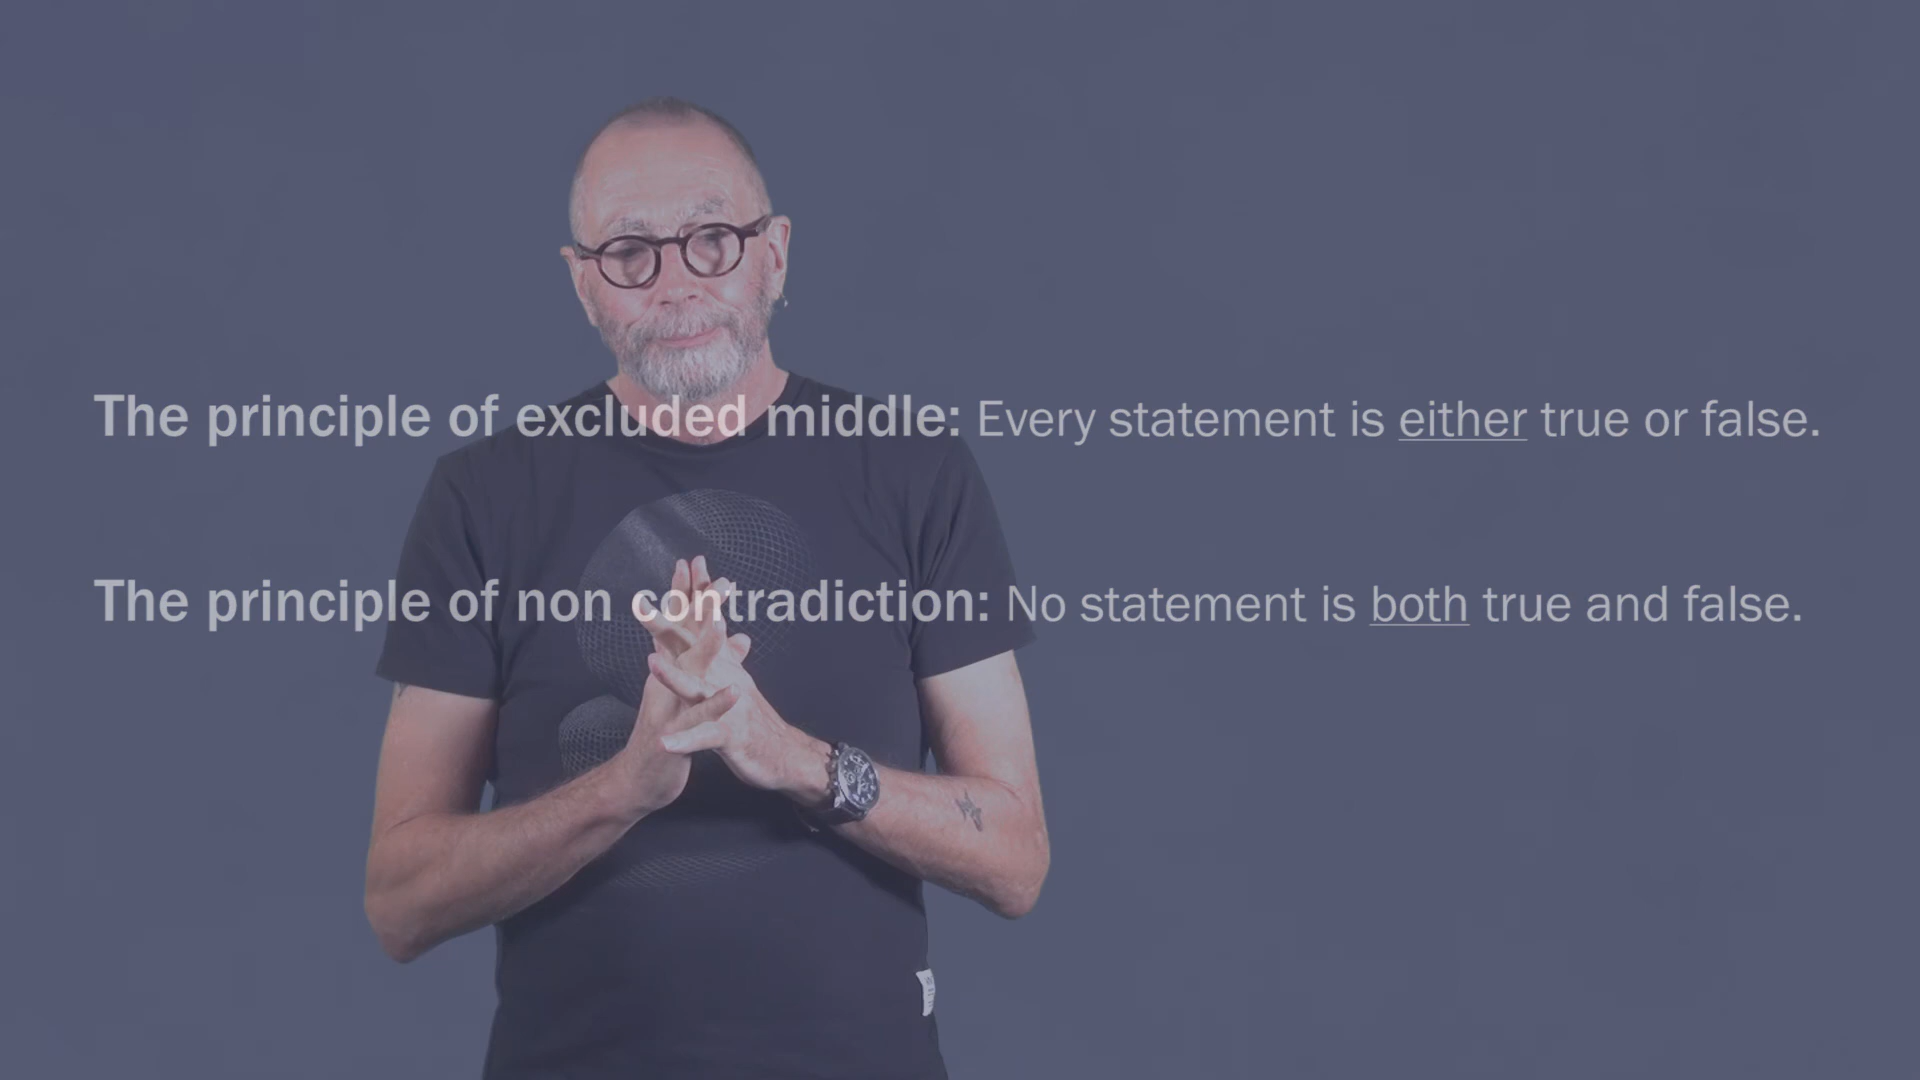 The principle of excluded middle: Every statement is either true or false.
The principle of non contradiction: No statement is both true and false.